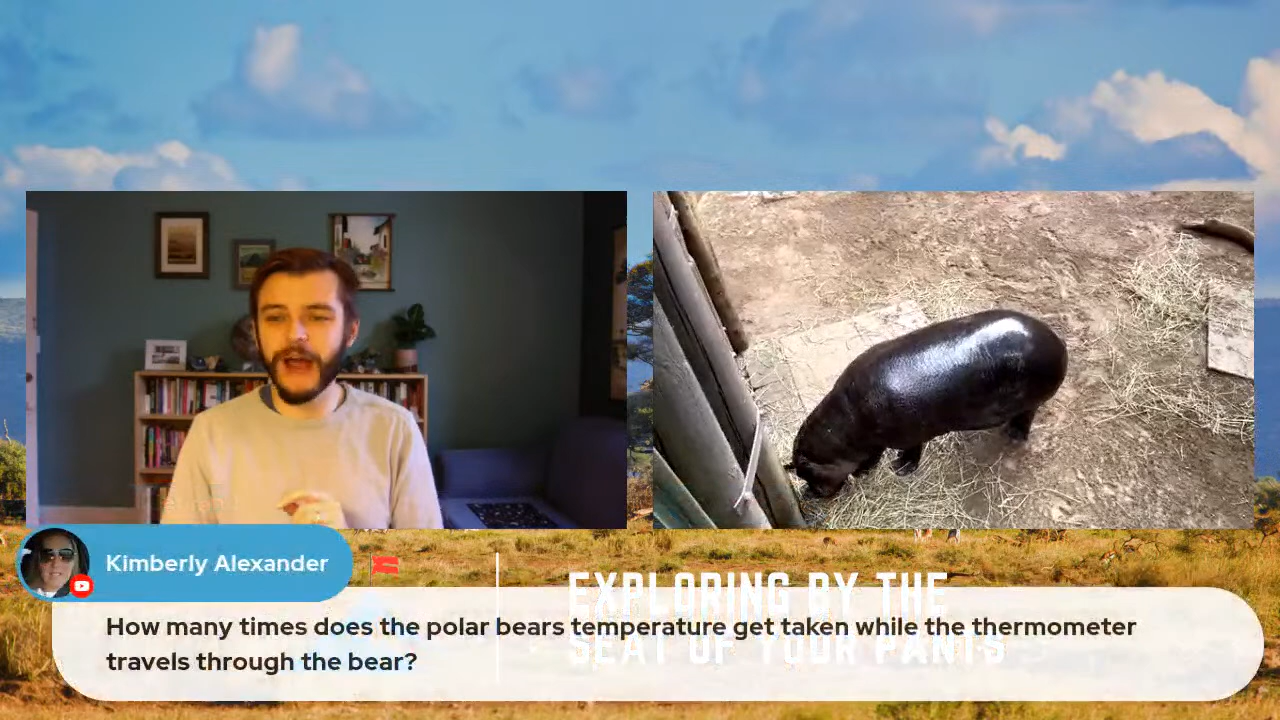 Kimberly Alexander
EXPLORING BY THE
SEAT OF YOUR PANTS
How many times does the polar bears temperature get taken while the thermometer
travels through the bear?